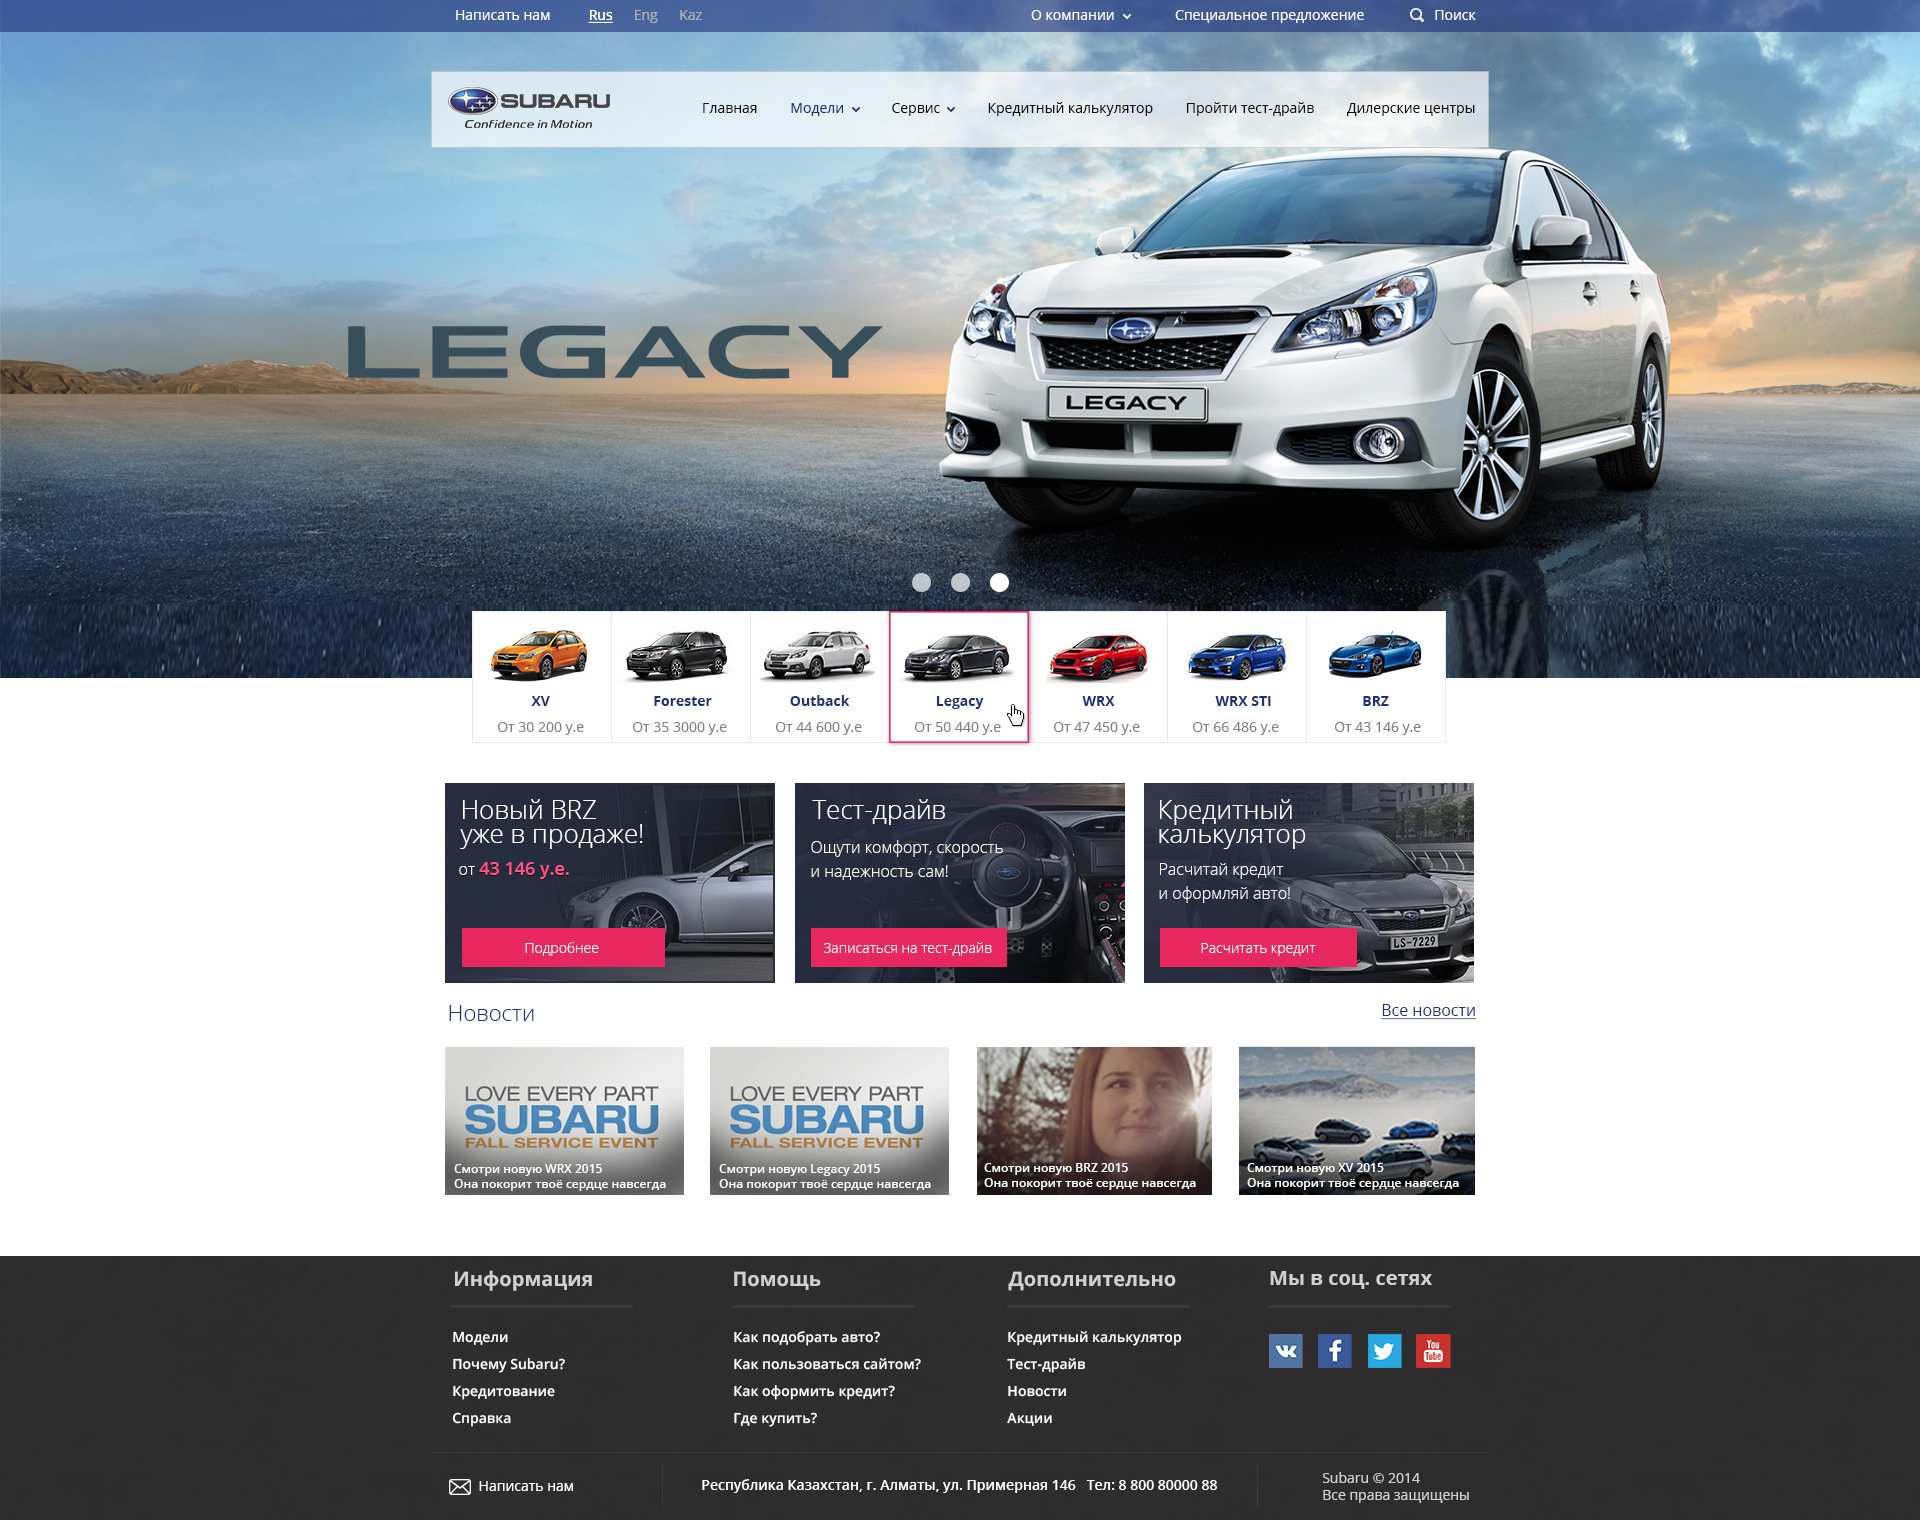 Написать нам
Rus Eng Kaz
О компании
Специальное предложение
Поиск
SUBARU
Confidence in Motion
Главная
Модели
Сервис
Кредитный калькулятор
Пройти тест-драйв
Дилерские центры
LEGACY
LEGACY
XV
От 30 200 у.е
Forester
От 35 3000 у.е
Outback
От 44 600 у.е
Legacy
От 50 440 у.е
WRX
От 47 450 у.е
WRX STI
От 66 486 у.е
BRZ
От 43 146 у.е
Новый BRZ
уже в продаже!
от 43 146 у.е.
Подробнее
Тест-драйв
Ощути комфорт, скорость
и надежность сам!
Записаться на тест-драйв
Кредитный
калькулятор
Расчитай кредит
и оформляй авто!
LS-7229
Расчитать кредит
Новости
Все новости
LOVE EVERY PART
SUBARU
FALL SERVICE EVENT
Смотри новую WRX 2015
Она покорит твоё сердце навсегда
LOVE EVERY PART
SUBARU
FALL SERVICE EVENT
Смотри новую Legacy 2015
Она покорит твоё сердце навсегда
Смотри новую BRZ 2015
Она покорит твоё сердце навсегда
Смотри новую XV 2015
Она покорит твоё сердце навсегда
Информация
Модели
Почему Subaru?
Кредитование
Справка
Помощь
Как подобрать авто?
Как пользоваться сайтом?
Как оформить кредит?
Где купить?
Дополнительно
Кредитный калькулятор
Тест-драйв
Новости
Акции
Мы в соц. сетях
You
Tube
Написать нам
Республика Казахстан, г. Алматы, ул. Примерная 146 Тел: 8 800 80000 88
Subaru © 2014
Все права защищены